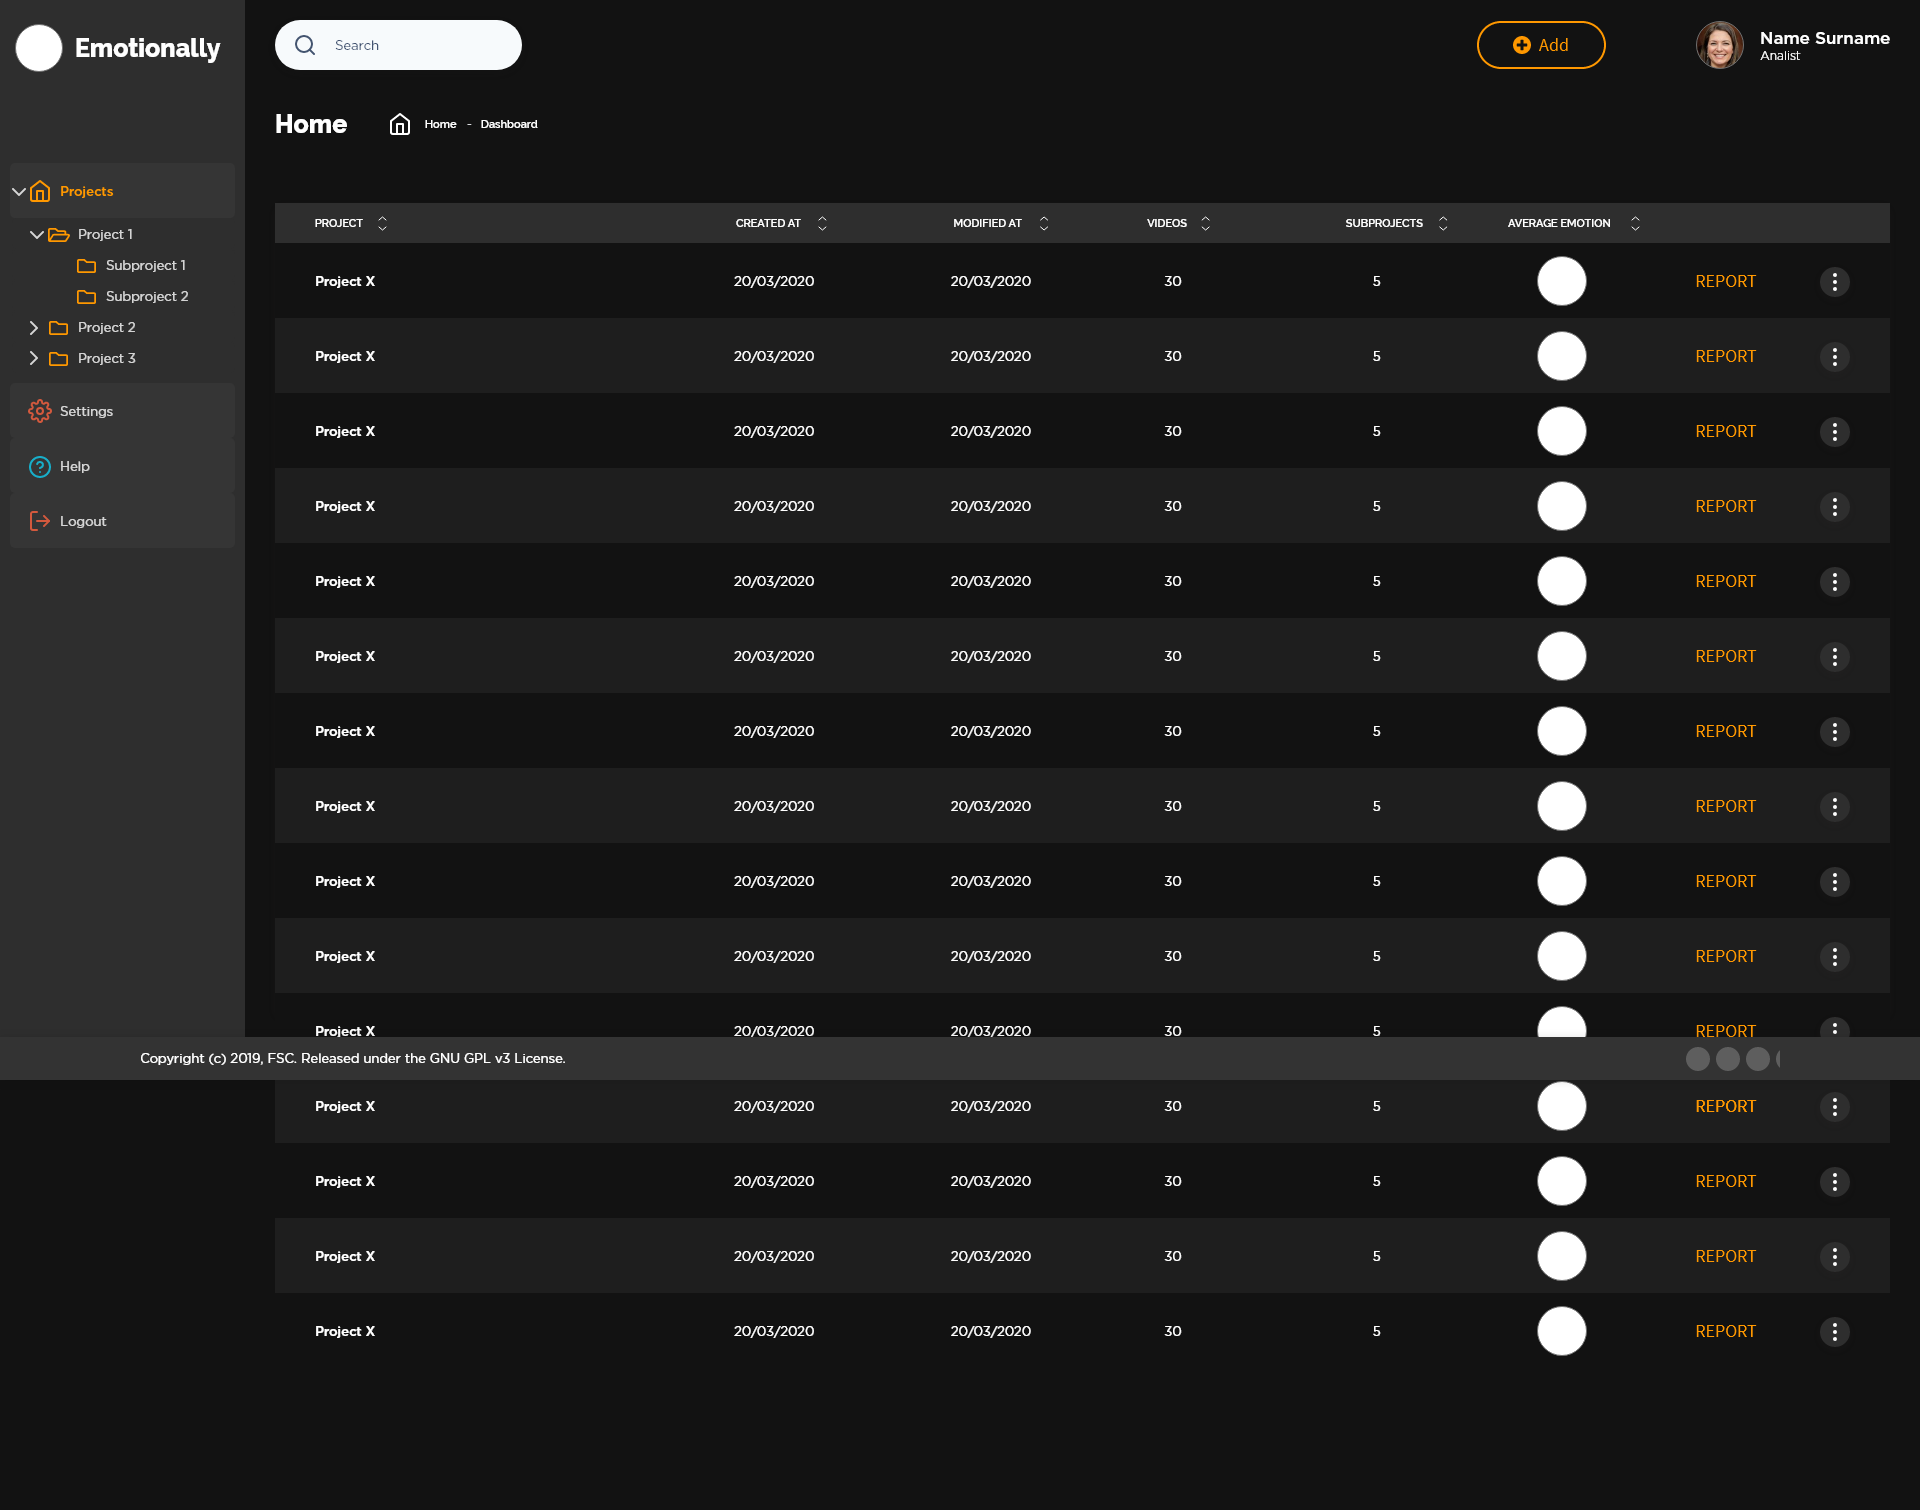 Emotionally
Search
Add
Name Surname
Analist
Home
Home - Dashboard
Projects
Project 1
Subproject 1
Subproject 2
Project 2
Project 3
Settings
Help
Logout
PROJECT CREATED AT MODIFIED AT VIDEOS SUBPROJECTS AVERAGE EMOTION
Project X 20/03/2020 20/03/2020 30 5 REPORT
Project X 20/03/2020 20/03/2020 30 5 REPORT
Project X 20/03/2020 20/03/2020 30 5 REPORT
Project X 20/03/2020 20/03/2020 30 5 REPORT
Project X 20/03/2020 20/03/2020 30 5 REPORT
Project X 20/03/2020 20/03/2020 30 5 REPORT
Project X 20/03/2020 20/03/2020 30 5 REPORT
Project X 20/03/2020 20/03/2020 30 5 REPORT
Project X 20/03/2020 20/03/2020 30 5 REPORT
Project X 20/03/2020 20/03/2020 30 5 REPORT
Project X 20/03/2020 20/03/2020 30 5 REPORT
Copyright (c) 2019, FSC. Released under the GNU GPL v3 License.
Project X 20/03/2020 20/03/2020 30 5 REPORT
Project X 20/03/2020 20/03/2020 30 5 REPORT
Project X 20/03/2020 20/03/2020 30 5 REPORT
Project X 20/03/2020 20/03/2020 30 5 REPORT